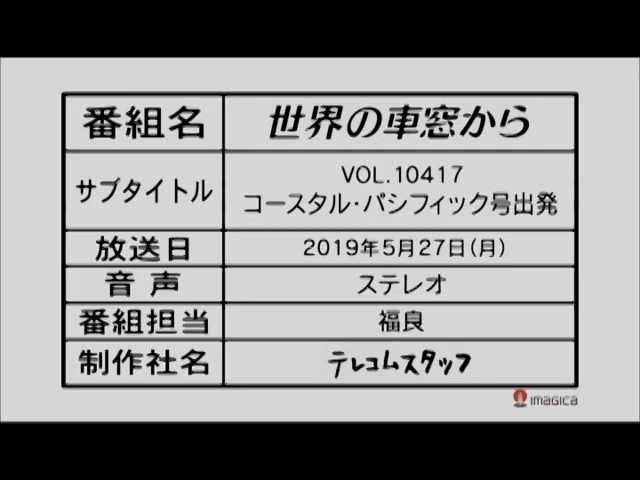 番組名 世界の車窓から
サブタイトル VOL.10417
コースタル・パシフィック号出発
放送日 2019年5月27日(月)
音声 ステレオ
番組担当 福良
制作社名 テレコムスタッフ
imagica